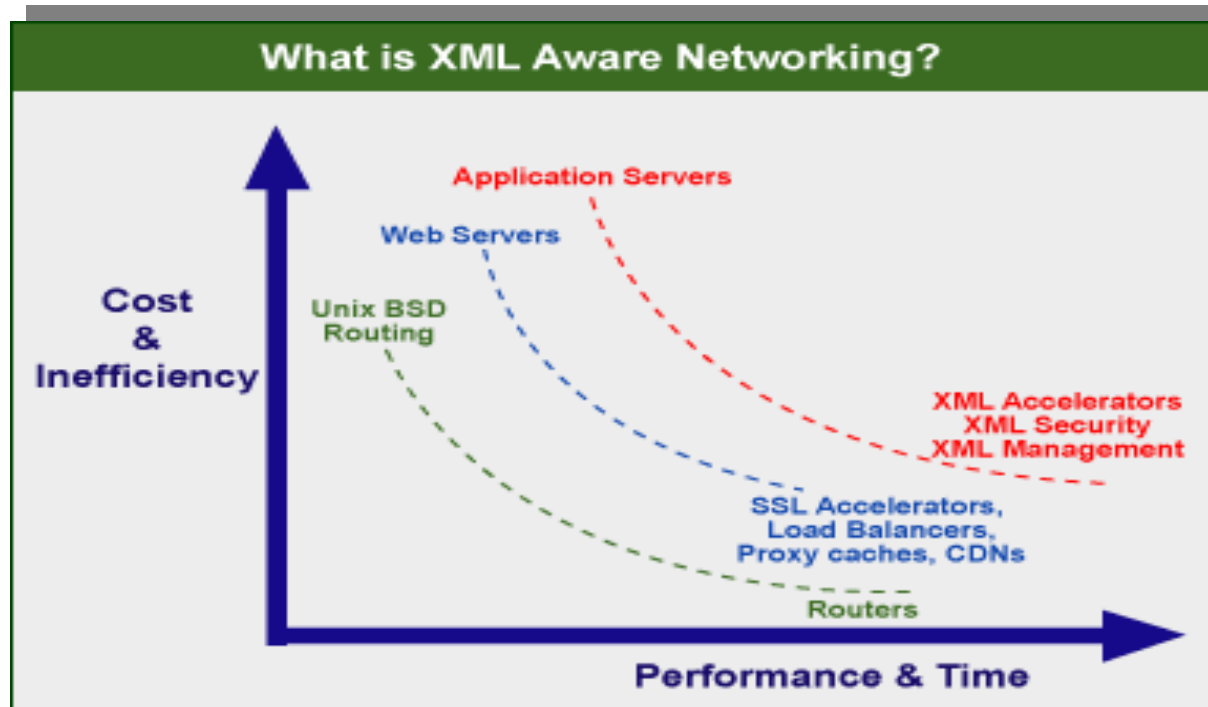 What is XML Aware Networking?
Application Servers
Web Servers
Unix BSD
Routing
Cost
&
Inefficiency
XML Accelerators
XML Security
XML Management
SSL Accelerators,
Load Balancers,
Proxy caches, CDNs
Routers
Performance & Time